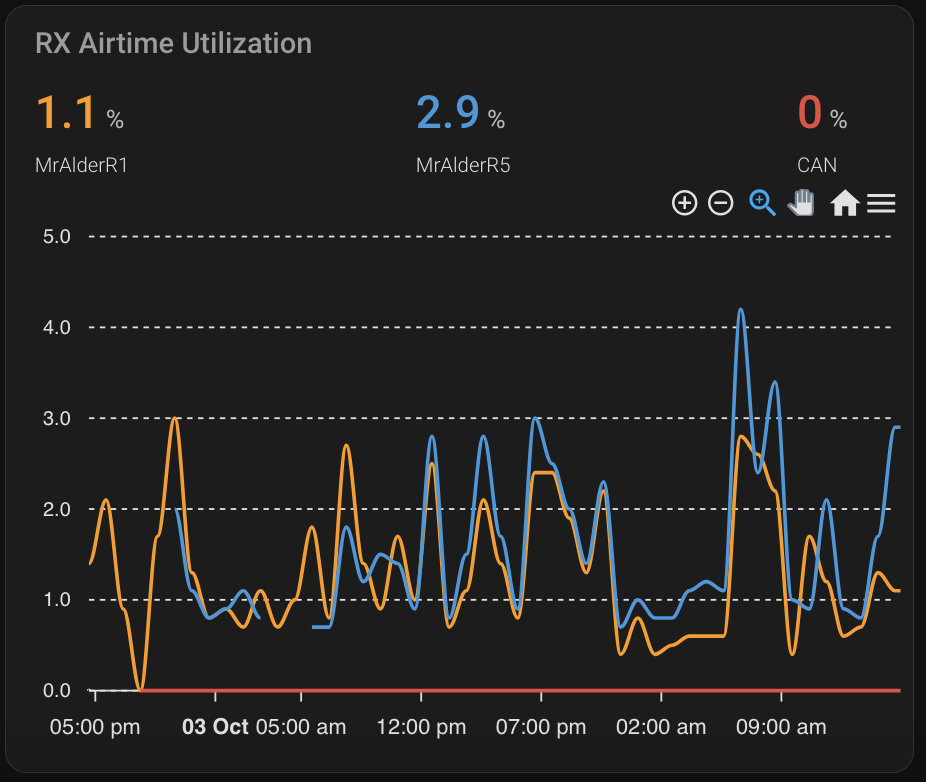 RX Airtime Utilization
1.1 % 2.9 % 0 %
MrAlderR1 MrAlderR5 CAN
5.0
4.0
3.0
2.0
1.0
0.0
05:00 pm 03 Oct 05:00 am 12:00 pm 07:00 pm 02:00 am 09:00 am